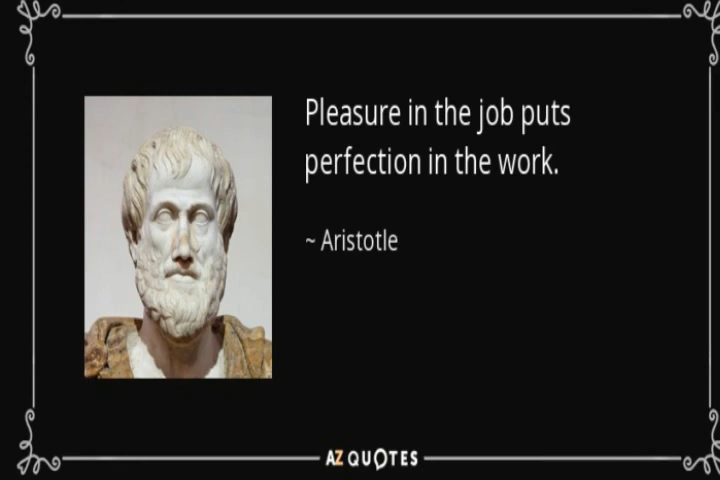 Pleasure in the job puts
perfection in the work.
~ Aristotle
AZ QUOTES